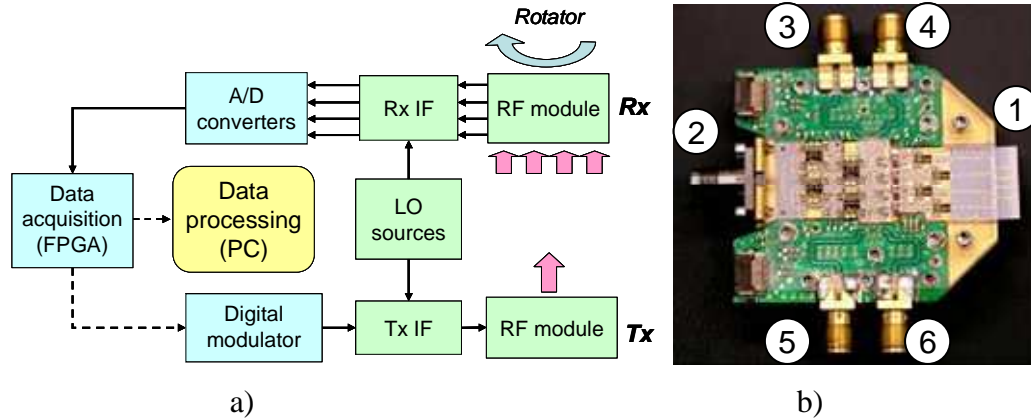 Rotator
A/D
converters
Rx IF
RF module
Rx
Data
acquisition
(FPGA)
Data
processing
(PC)
LO
sources
Digital
modulator
Tx IF
RF module
Tx
a)
3
4
1
2
5
6
b)